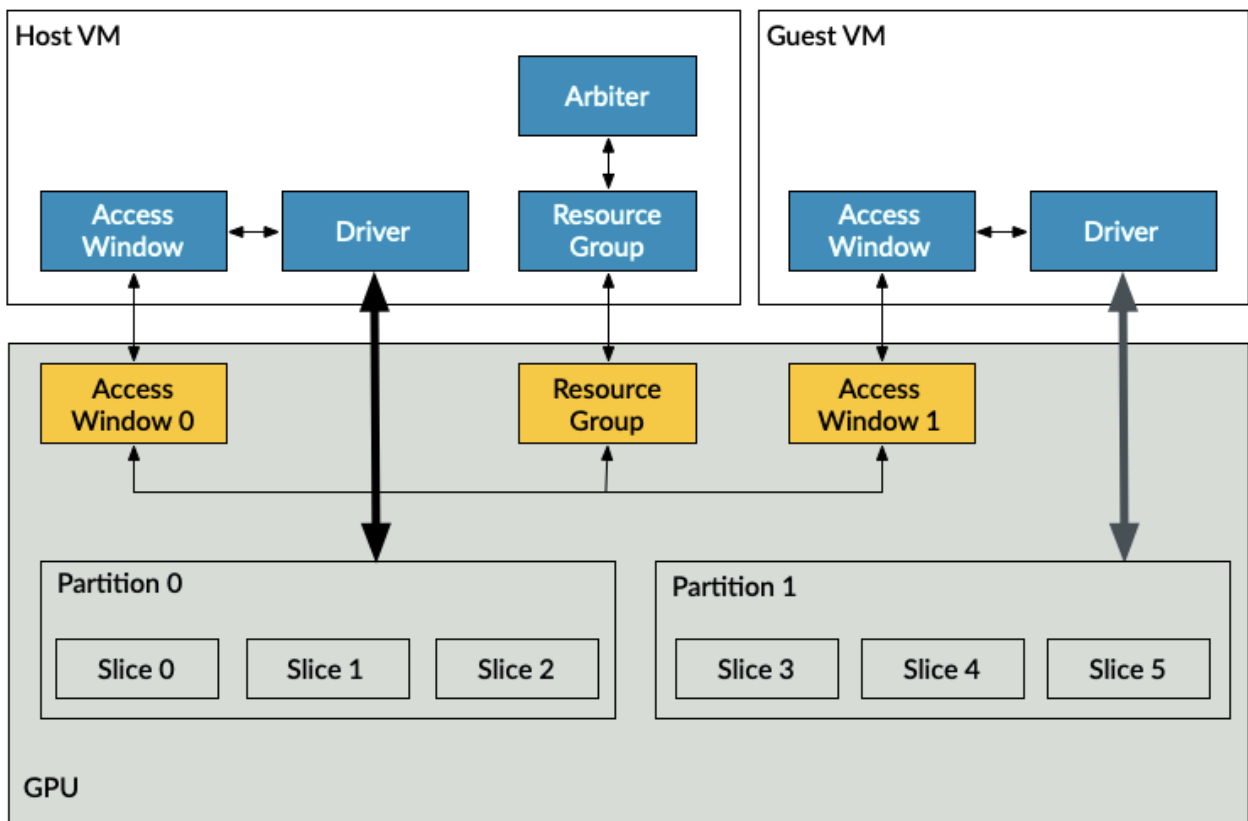 Host VM
Guest VM
Arbiter
Access
Window
Driver
Resource
Group
Access
Window
Driver
Access
Window 0
Resource
Group
Access
Window 1
Partition 0
Partition 1
Slice 0
Slice 1
Slice 2
Slice 3
Slice 4
Slice 5
GPU